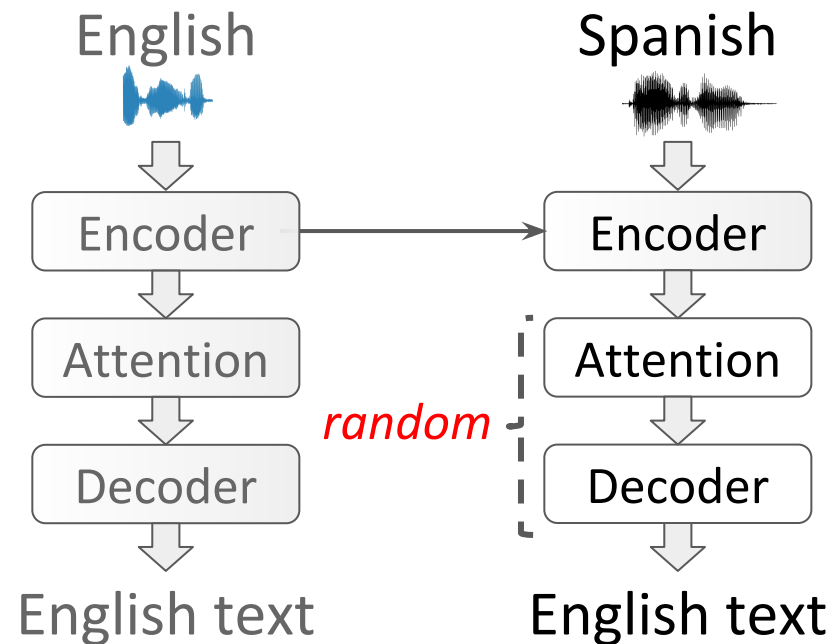 English
Spanish
Encoder
Encoder
Attention
Attention
random
Decoder
Decoder
English text
English text